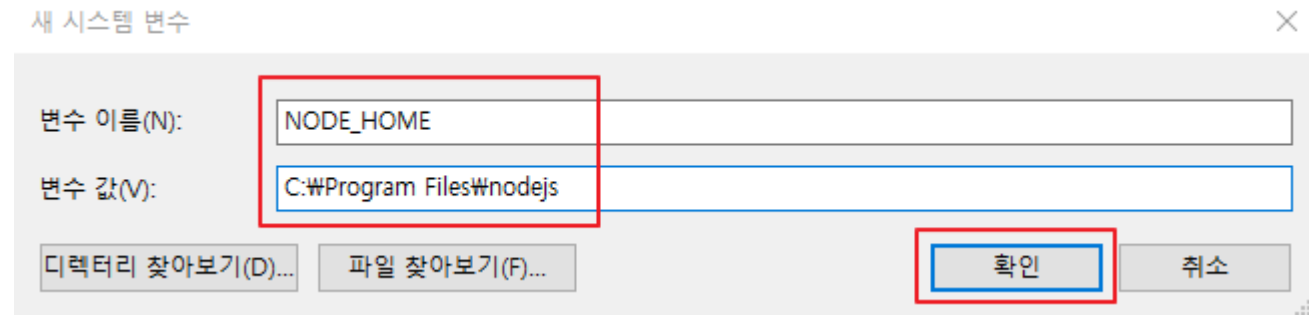 새 시스템 변수
변수 이름(N): NODE_HOME
변수 값(V): C:₩Program Files₩nodejs
디렉터리 찾아보기(D)... 파일 찾아보기(F)... 확인 취소